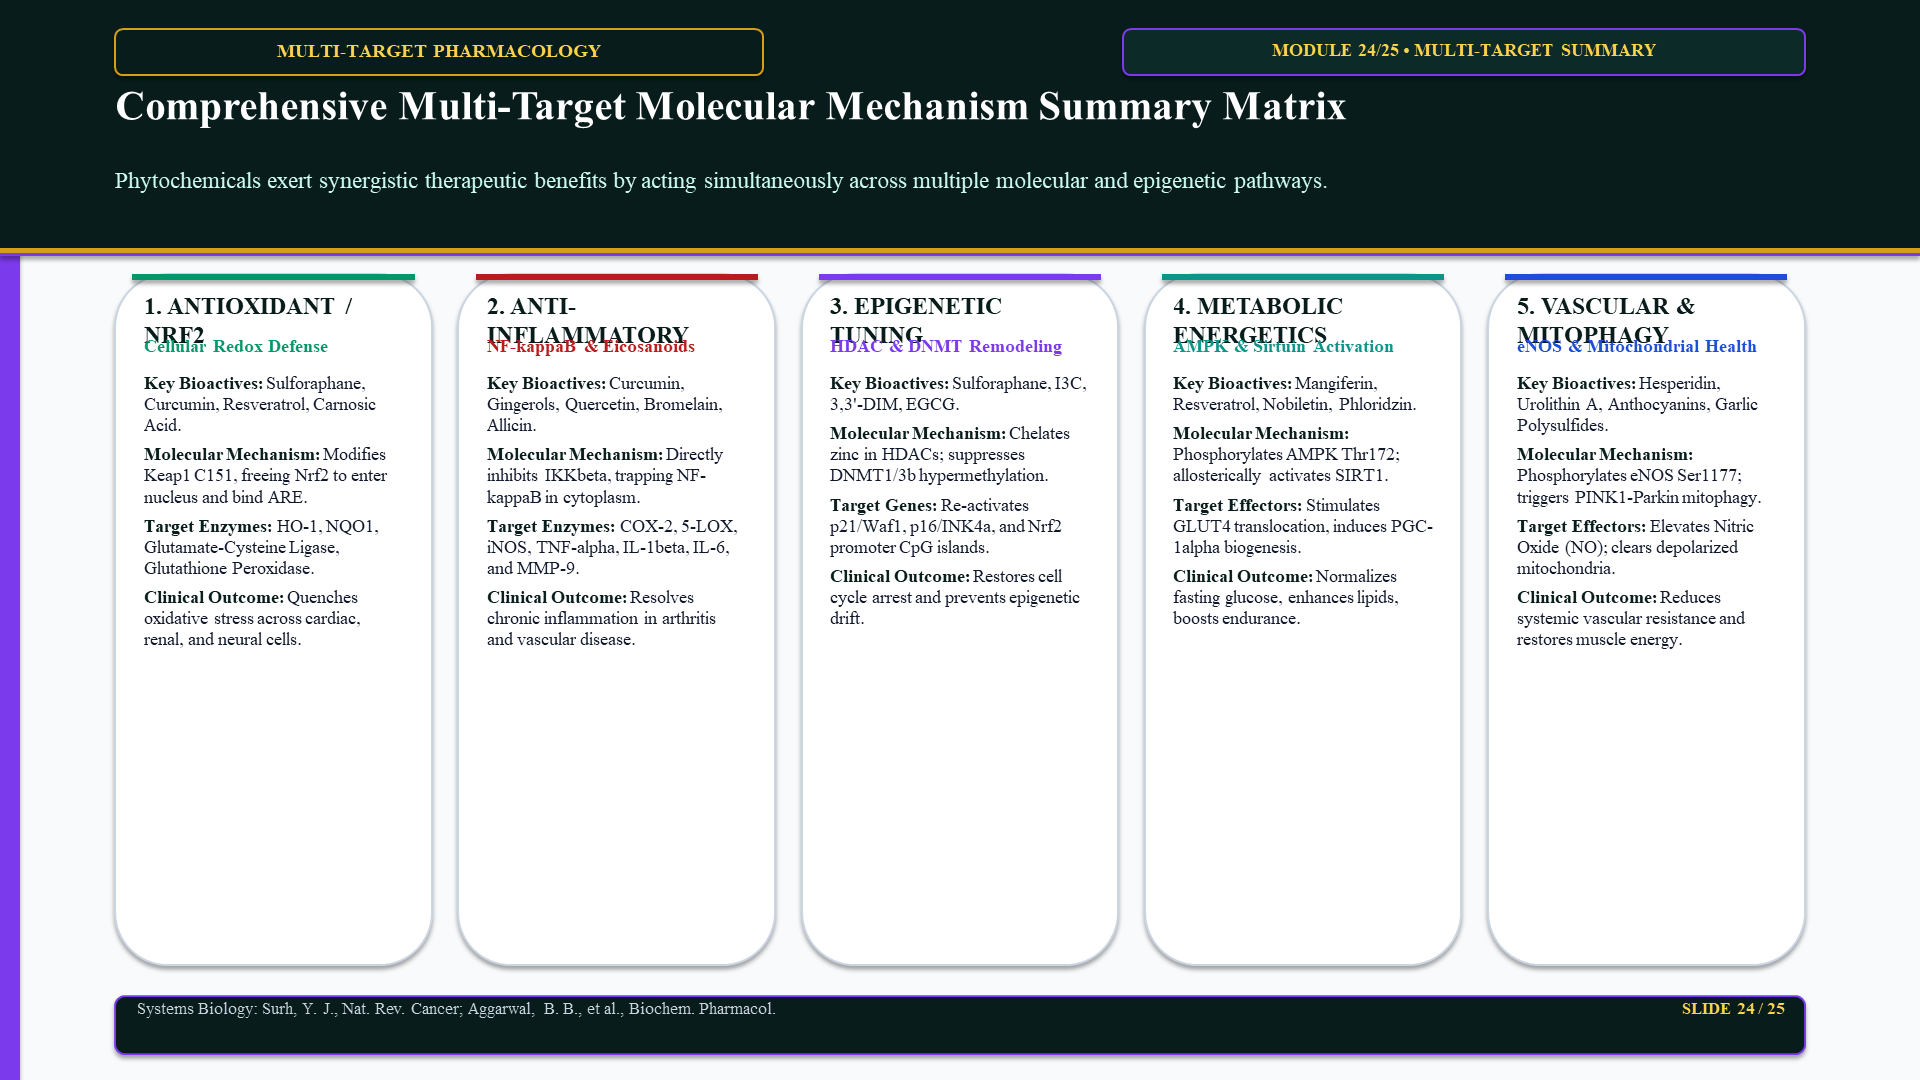 MULTI-TARGET PHARMACOLOGY
MODULE 24/25 • MULTI-TARGET SUMMARY
Comprehensive Multi-Target Molecular Mechanism Summary Matrix
Phytochemicals exert synergistic therapeutic benefits by acting simultaneously across multiple molecular and epigenetic pathways.
1. ANTIOXIDANT /
NRF2
Cellular Redox Defense
Key Bioactives: Sulforaphane,
Curcumin, Resveratrol, Carnosic
Acid.
Molecular Mechanism: Modifies
Keap1 C151, freeing Nrf2 to enter
nucleus and bind ARE.
Target Enzymes: HO-1, NQO1,
Glutamate-Cysteine Ligase,
Glutathione Peroxidase.
Clinical Outcome: Quenches
oxidative stress across cardiac,
renal, and neural cells.
2. ANTI-
INFLAMMATORY
NF-kappaB & Eicosanoids
Key Bioactives: Curcumin,
Gingerols, Quercetin, Bromelain,
Allicin.
Molecular Mechanism: Directly
inhibits IKKbeta, trapping NF-
kappaB in cytoplasm.
Target Enzymes: COX-2, 5-LOX,
iNOS, TNF-alpha, IL-1beta, IL-6,
and MMP-9.
Clinical Outcome: Resolves
chronic inflammation in arthritis
and vascular disease.
3. EPIGENETIC
TUNING
HDAC & DNMT Remodeling
Key Bioactives: Sulforaphane, I3C,
3,3'-DIM, EGCG.
Molecular Mechanism: Chelates
zinc in HDACs; suppresses
DNMT1/3b hypermethylation.
Target Genes: Re-activates
p21/Waf1, p16/INK4a, and Nrf2
promoter CpG islands.
Clinical Outcome: Restores cell
cycle arrest and prevents epigenetic
drift.
4. METABOLIC
ENERGETICS
AMPK & Sirtuin Activation
Key Bioactives: Mangiferin,
Resveratrol, Nobiletin, Phloridzin.
Molecular Mechanism:
Phosphorylates AMPK Thr172;
allosterically activates SIRT1.
Target Effectors: Stimulates
GLUT4 translocation, induces PGC-
1alpha biogenesis.
Clinical Outcome: Normalizes
fasting glucose, enhances lipids,
boosts endurance.
5. VASCULAR &
MITOPHAGY
eNOS & Mitochondrial Health
Key Bioactives: Hesperidin,
Urolithin A, Anthocyanins, Garlic
Polysulfides.
Molecular Mechanism:
Phosphorylates eNOS Ser1177;
triggers PINK1-Parkin mitophagy.
Target Effectors: Elevates Nitric
Oxide (NO); clears depolarized
mitochondria.
Clinical Outcome: Reduces
systemic vascular resistance and
restores muscle energy.
Systems Biology: Surh, Y. J., Nat. Rev. Cancer; Aggarwal, B. B., et al., Biochem. Pharmacol.
SLIDE 24 / 25